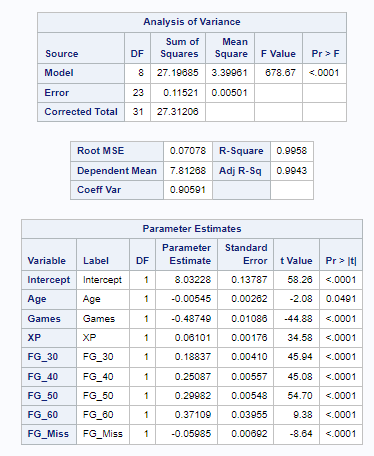 Analysis of Variance
Source DF Sum of Squares Mean Square F Value Pr > F
Model 8 27.19685 3.39961 678.67 <.0001
Error 23 0.11521 0.00501
Corrected Total 31 27.31206
Root MSE 0.07078 R-Square 0.9958
Dependent Mean 7.81268 Adj R-Sq 0.9943
Coeff Var 0.90591
Parameter Estimates
Variable Label DF Parameter Estimate Standard Error t Value Pr > |t|
Intercept Intercept 1 8.03228 0.13787 58.26 <.0001
Age Age 1 -0.00545 0.00262 -2.08 0.0491
Games Games 1 -0.48749 0.01086 -44.88 <.0001
XP XP 1 0.06101 0.00176 34.58 <.0001
FG_30 FG_30 1 0.18837 0.00410 45.94 <.0001
FG_40 FG_40 1 0.25087 0.00557 45.08 <.0001
FG_50 FG_50 1 0.29982 0.00548 54.70 <.0001
FG_60 FG_60 1 0.37109 0.03955 9.38 <.0001
FG_Miss FG_Miss 1 -0.05985 0.00692 -8.64 <.0001